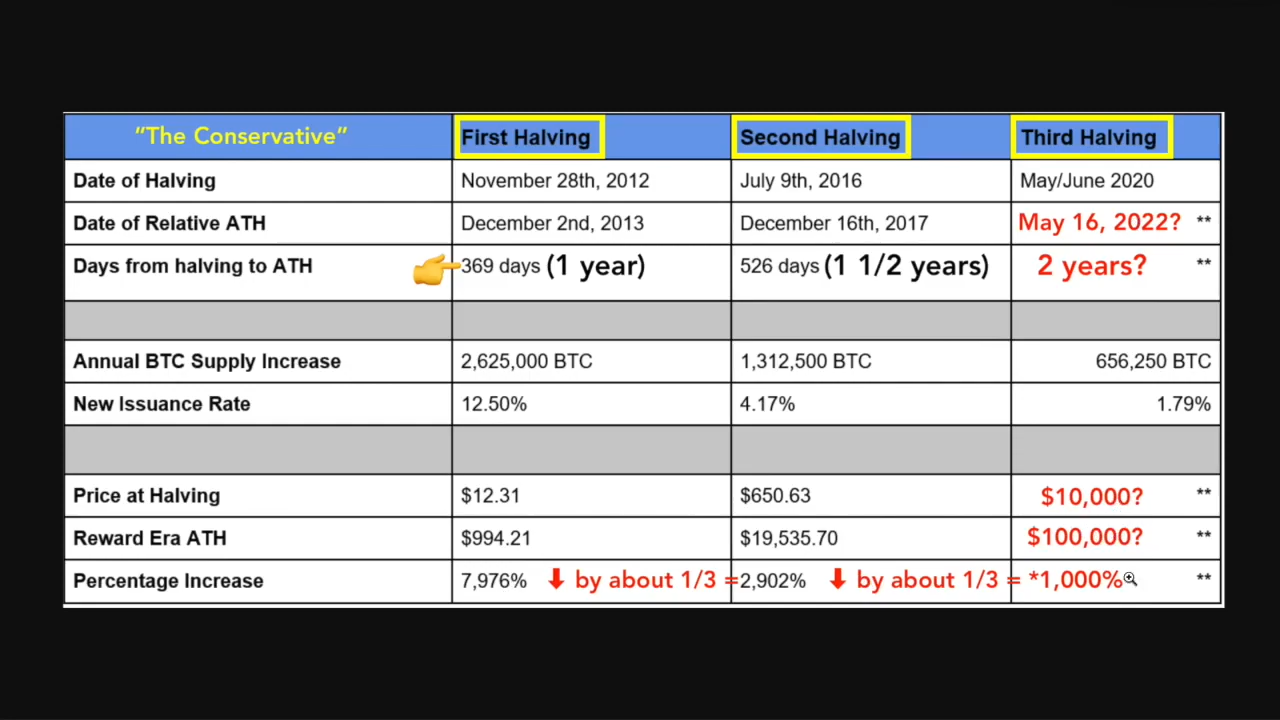 “The Conservative” First Halving Second Halving Third Halving
Date of Halving November 28th, 2012 July 9th, 2016 May/June 2020
Date of Relative ATH December 2nd, 2013 December 16th, 2017 May 16, 2022? **
Days from halving to ATH 369 days (1 year) 526 days (1 1/2 years) 2 years? **
Annual BTC Supply Increase 2,625,000 BTC 1,312,500 BTC 656,250 BTC
New Issuance Rate 12.50% 4.17% 1.79%
Price at Halving $12.31 $650.63 $10,000? **
Reward Era ATH $994.21 $19,535.70 $100,000? **
Percentage Increase 7,976% by about 1/3 = 2,902% by about 1/3 = *1,000% **